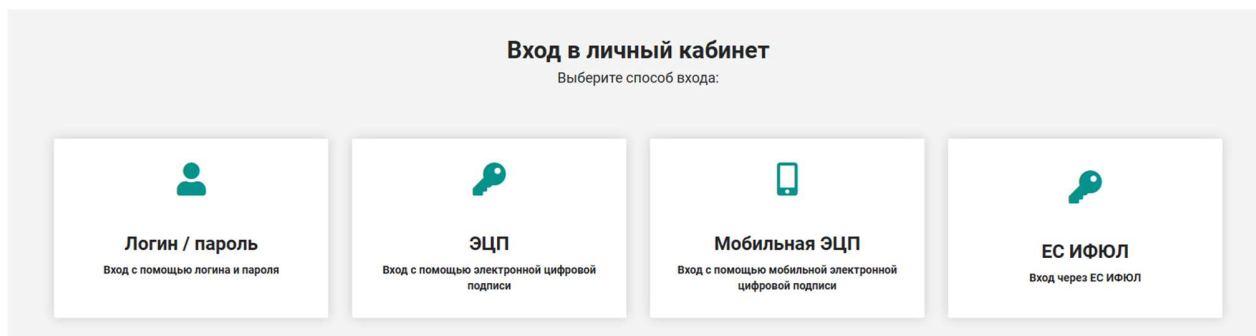 Вход в личный кабинет
Выберите способ входа:
Логин / пароль
Вход с помощью логина и пароля
ЭЦП
Вход с помощью электронной цифровой
подписи
Мобильная ЭЦП
Вход с помощью мобильной электронной
цифровой подписи
ЕС ИФЮЛ
Вход через ЕС ИФЮЛ